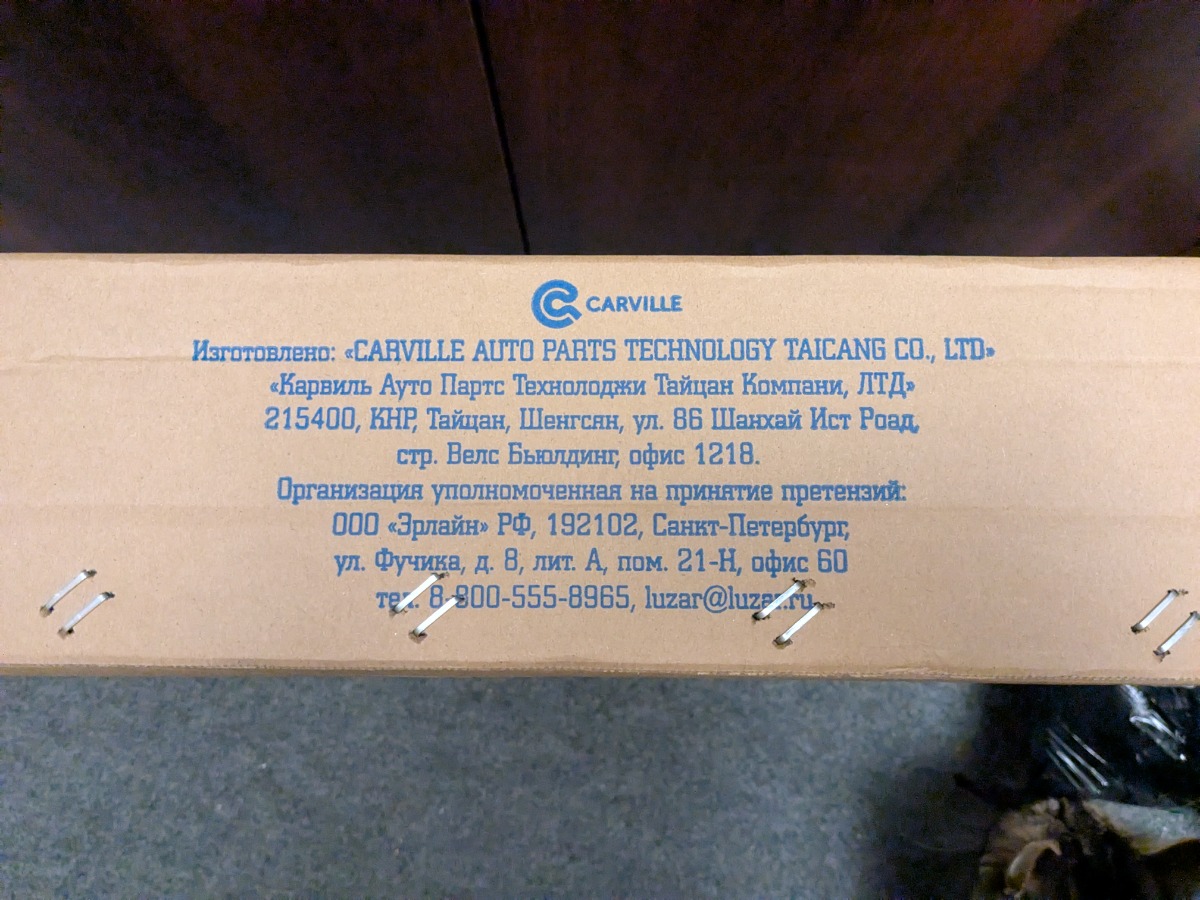 CARVILLE
Изготовлено: «CARVILLE AUTO PARTS TECHNOLOGY TAICANG CO., LTD»
«Карвиль Ауто Партс Технолоджи Тайцан Компани, ЛТД»
215400, КНР, Тайцан, Шенгсян, ул. 86 Шанхай Ист Роад,
стр. Велс Бьюлдинг, офис 1218.
Организация уполномоченная на принятие претензий:
ООО «Эрлайн» РФ, 192102, Санкт-Петербург,
ул. Фучика, д. 8, лит. А, пом. 21-Н, офис 60
тел. 8-800-555-8965, luzar@luzar.ru